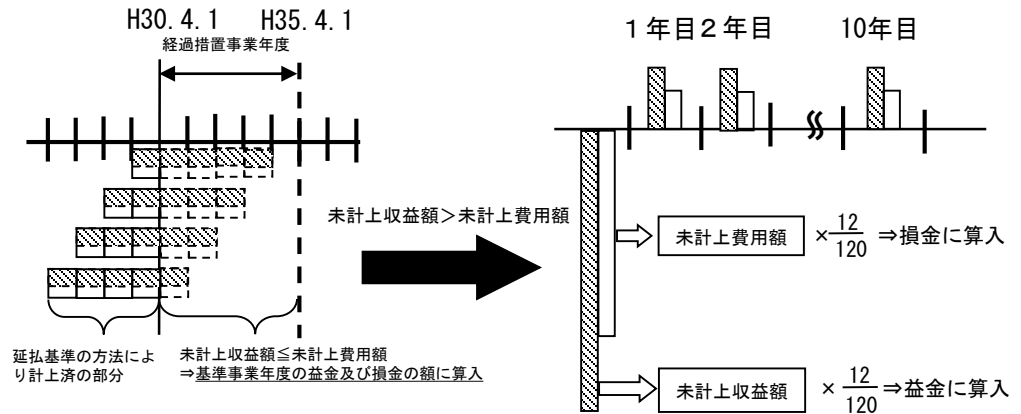 H30.4.1 H35.4.1
経過措置事業年度
延払基準の方法によ
り計上済の部分
未計上収益額≦未計上費用額
⇒基準事業年度の益金及び損金の額に算入
未計上収益額>未計上費用額
1年目2年目 10年目
未計上費用額 ×12/120 ⇒損金に算入
未計上収益額 ×12/120 ⇒益金に算入